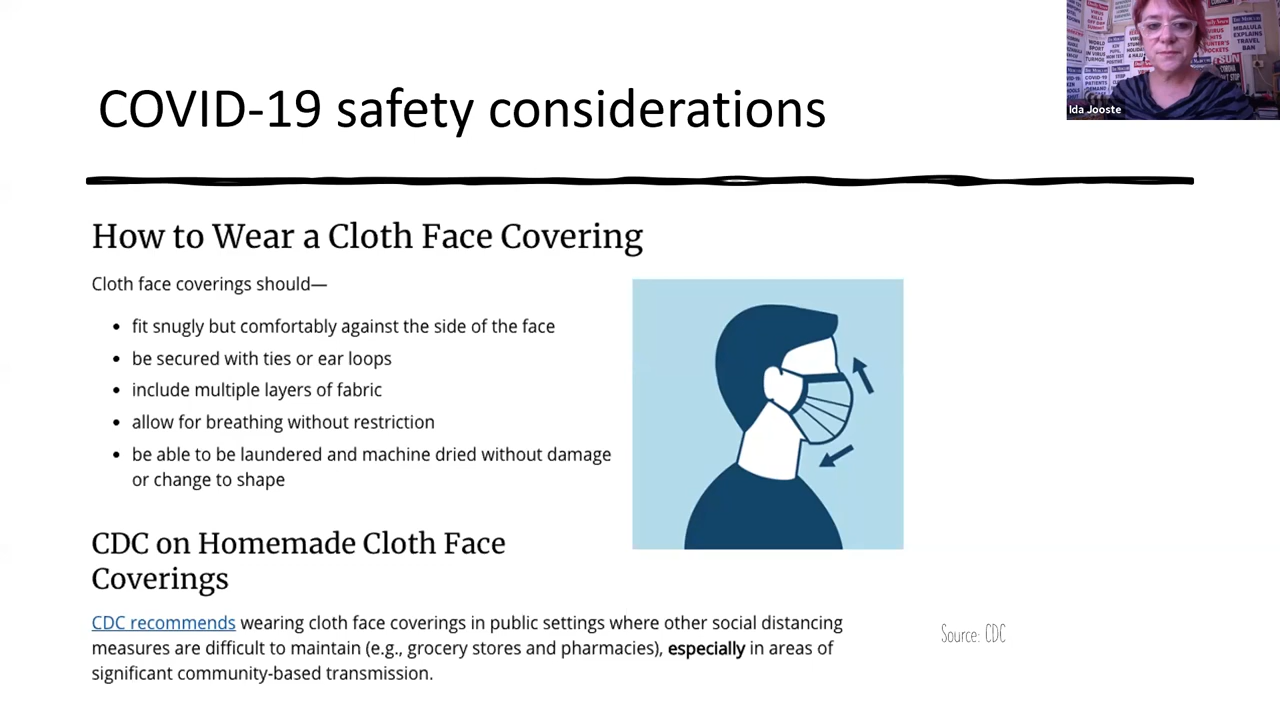 COVID-19 safety considerations
Ida Jooste
How to Wear a Cloth Face Covering
Cloth face coverings should—
• fit snugly but comfortably against the side of the face
• be secured with ties or ear loops
• include multiple layers of fabric
• allow for breathing without restriction
• be able to be laundered and machine dried without damage
or change to shape
CDC on Homemade Cloth Face
Coverings
CDC recommends wearing cloth face coverings in public settings where other social distancing
measures are difficult to maintain (e.g., grocery stores and pharmacies), especially in areas of
significant community-based transmission.
Source: CDC
MBALULA
EXPLAINS
TRAVEL
BAN